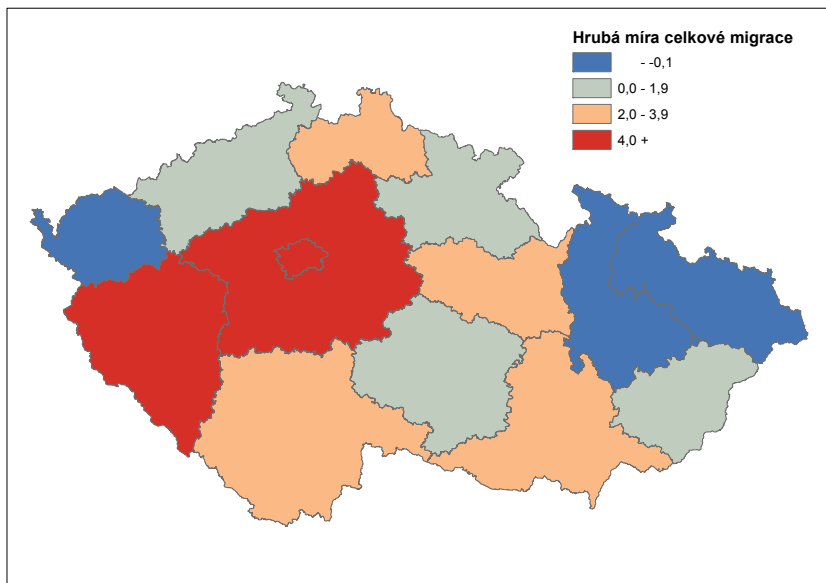 Hrubá míra celkové migrace
- -0,1
0,0 - 1,9
2,0 - 3,9
4,0 +